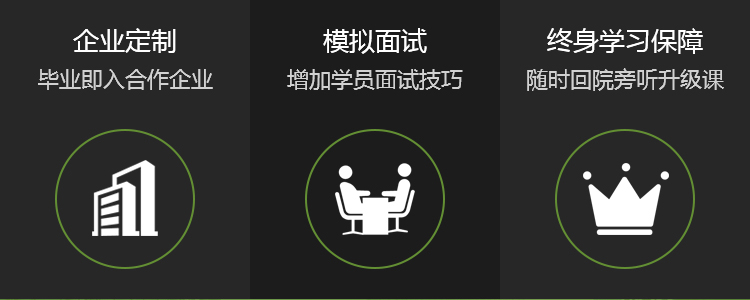 企业定制
毕业即入合作企业
模拟面试
增加学员面试技巧
终身学习保障
随时回院旁听升级课